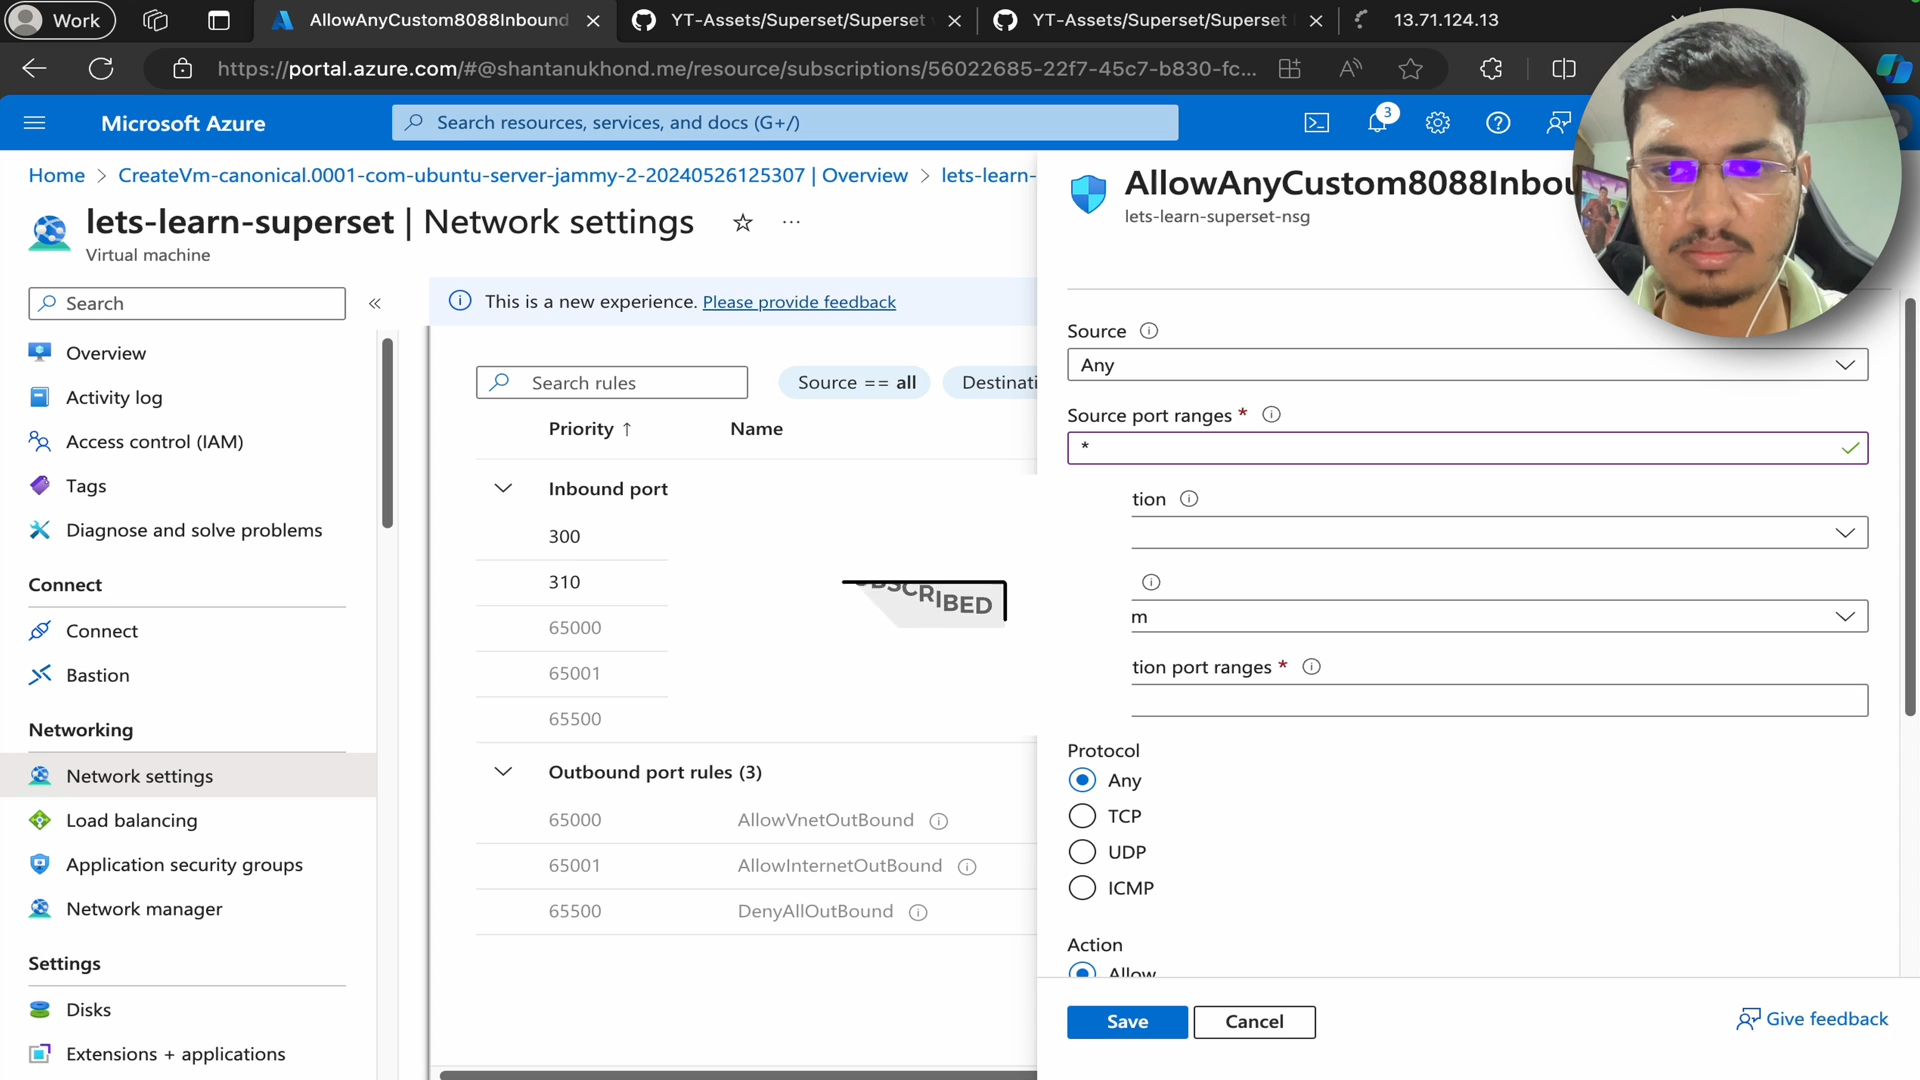 Work
AllowAnyCustom8088Inbound
YT-Assets/Superset/Superset
YT-Assets/Superset/Superset
13.71.124.13
https://portal.azure.com/#@shantanukhond.me/resource/subscriptions/56022685-22f7-45c7-b830-fc...
Microsoft Azure
Search resources, services, and docs (G+/)
3
Home > CreateVm-canonical.0001-com-ubuntu-server-jammy-2-20240526125307 | Overview > lets-learn-
lets-learn-superset | Network settings
Virtual machine
Search
Overview
Activity log
Access control (IAM)
Tags
Diagnose and solve problems
Connect
Connect
Bastion
Networking
Network settings
Load balancing
Application security groups
Network manager
Settings
Disks
Extensions + applications
This is a new experience. Please provide feedback
Search rules
Source == all
Destinati
Priority ↑ Name
Inbound port
300
310
65000
65001
65500
SCRIBED
Outbound port rules (3)
65000 AllowVnetOutBound
65001 AllowInternetOutBound
65500 DenyAllOutBound
AllowAnyCustom8088Inbou
lets-learn-superset-nsg
Source
Any
Source port ranges *
*
tion
m
tion port ranges *
Protocol
Any
TCP
UDP
ICMP
Action
Allow
Save
Cancel
Give feedback